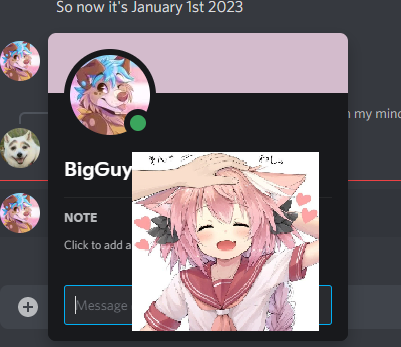 So now it's January 1st 2023
n my mind
BigGuy
NOTE
Click to add a
Message